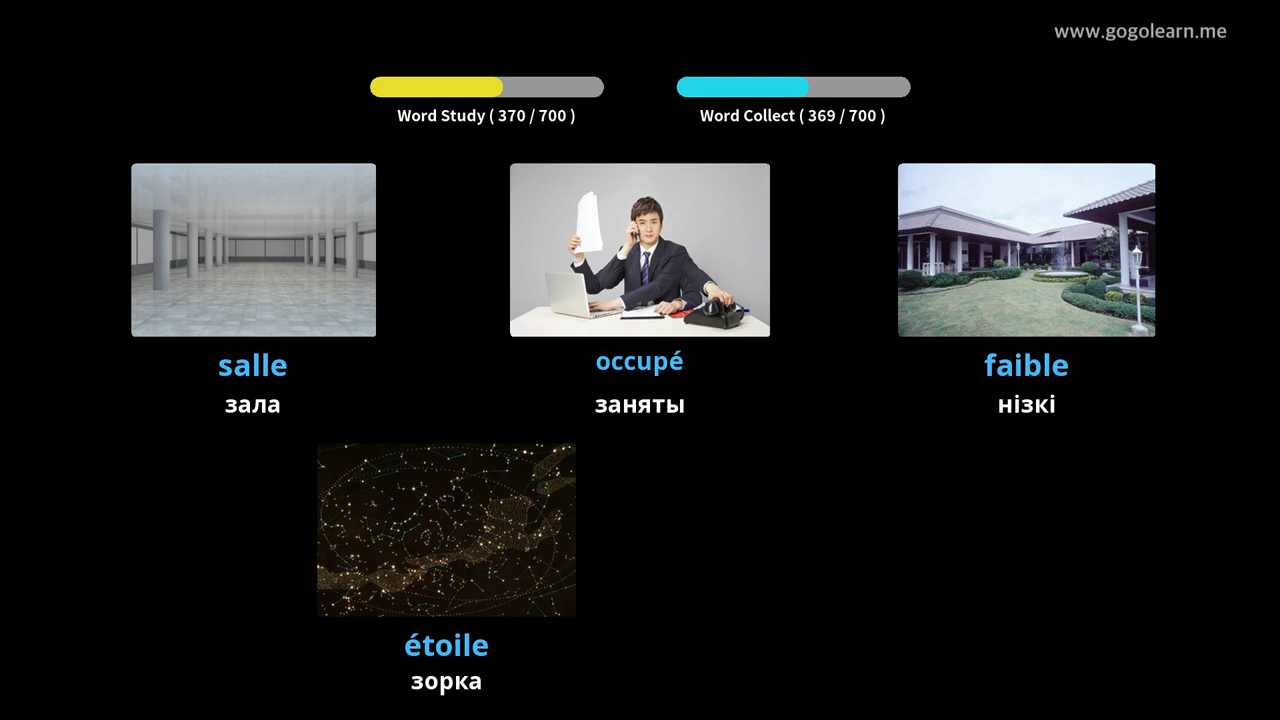 www.gogolearn.me
Word Study ( 370 / 700 )
Word Collect ( 369 / 700 )
salle
occupé
faible
зала
заняты
нізкі
étoile
зорка